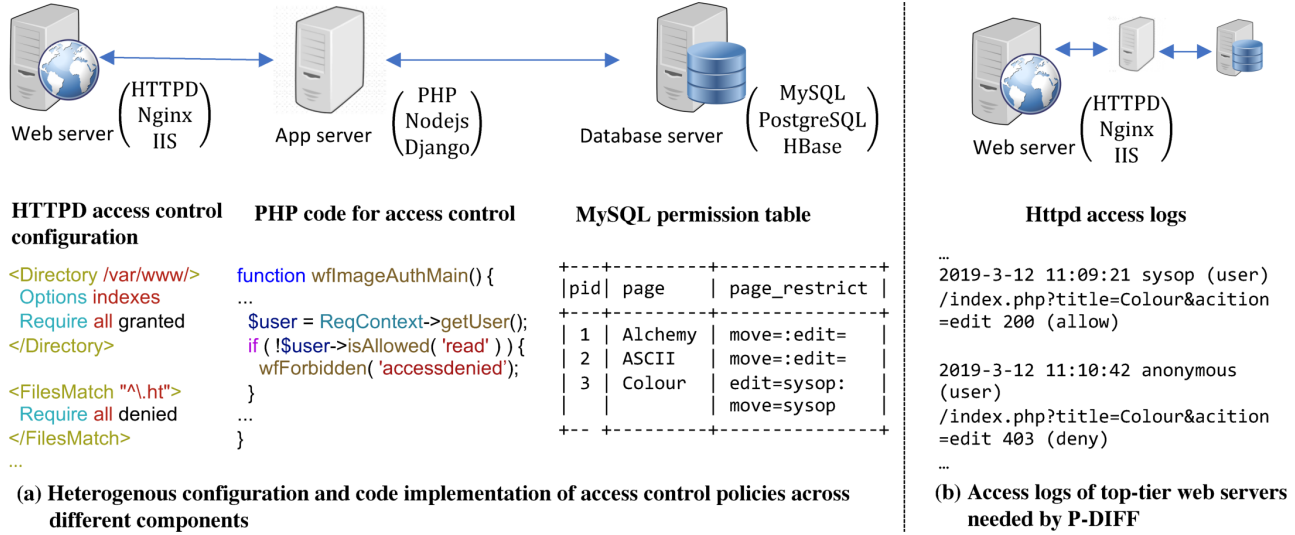 Web server
HTTPD
Nginx
IIS
App server
PHP
Nodejs
Django
Database server
MySQL
PostgreSQL
HBase
HTTPD access control
configuration
<Directory /var/www/>
Options indexes
Require all granted
</Directory>
<FilesMatch "^\.ht">
Require all denied
</FilesMatch>
...
PHP code for access control
function wfImageAuthMain() {
...
$user = ReqContext->getUser();
if ( !$user->isAllowed( 'read' ) ) {
wfForbidden( 'accessdenied');
}
...
}
MySQL permission table
+---+---------+----------------+
|pid| page | page_restrict |
+---+---------+----------------+
| 1 | Alchemy | move=:edit= |
| 2 | ASCII | move=:edit= |
| 3 | Colour | edit=sysop: |
| | | move=sysop |
+-- +---------+----------------+
(a) Heterogenous configuration and code implementation of access control policies across
different components
Web server
HTTPD
Nginx
IIS
Httpd access logs
…
2019-3-12 11:09:21 sysop (user)
/index.php?title=Colour&acition
=edit 200 (allow)
2019-3-12 11:10:42 anonymous
(user)
/index.php?title=Colour&acition
=edit 403 (deny)
…
(b) Access logs of top-tier web servers
needed by P-DIFF